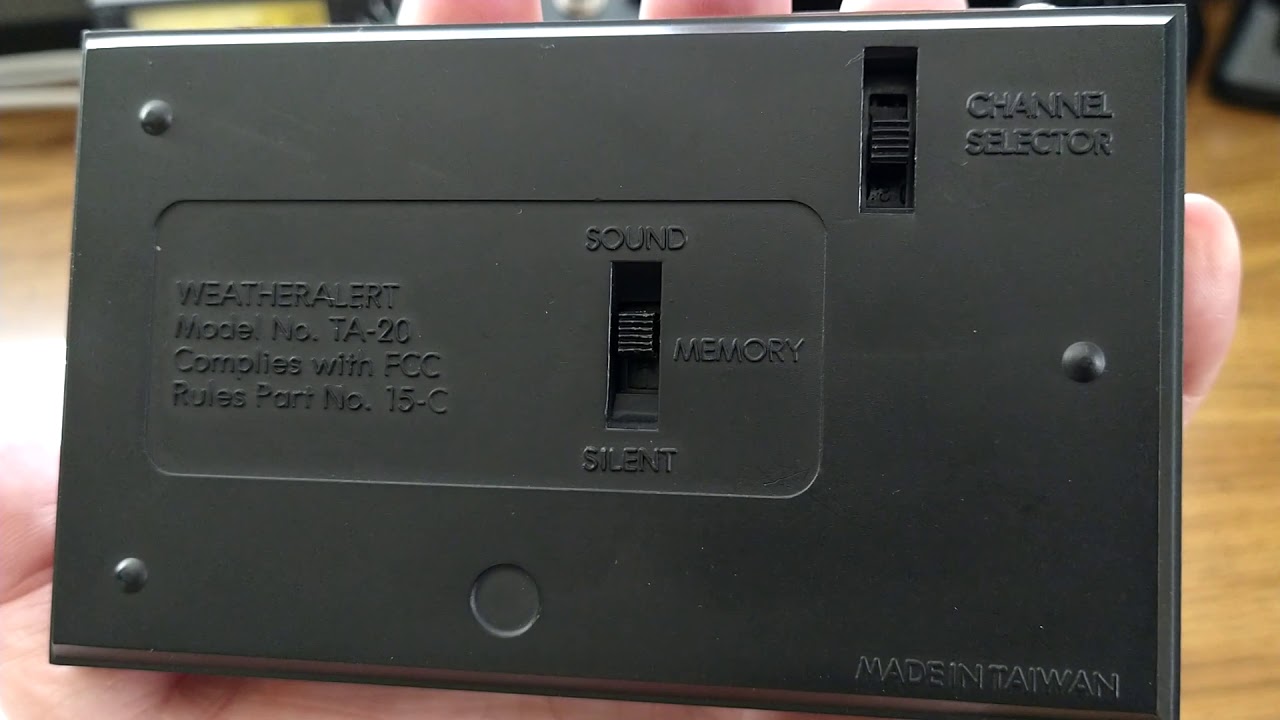 CHANNEL
SELECTOR
SOUND
WEATHERALERT
Model No. TA-20
Complies with FCC
Rules Part No. 15-C
MEMORY
SILENT
MADE IN TAIWAN